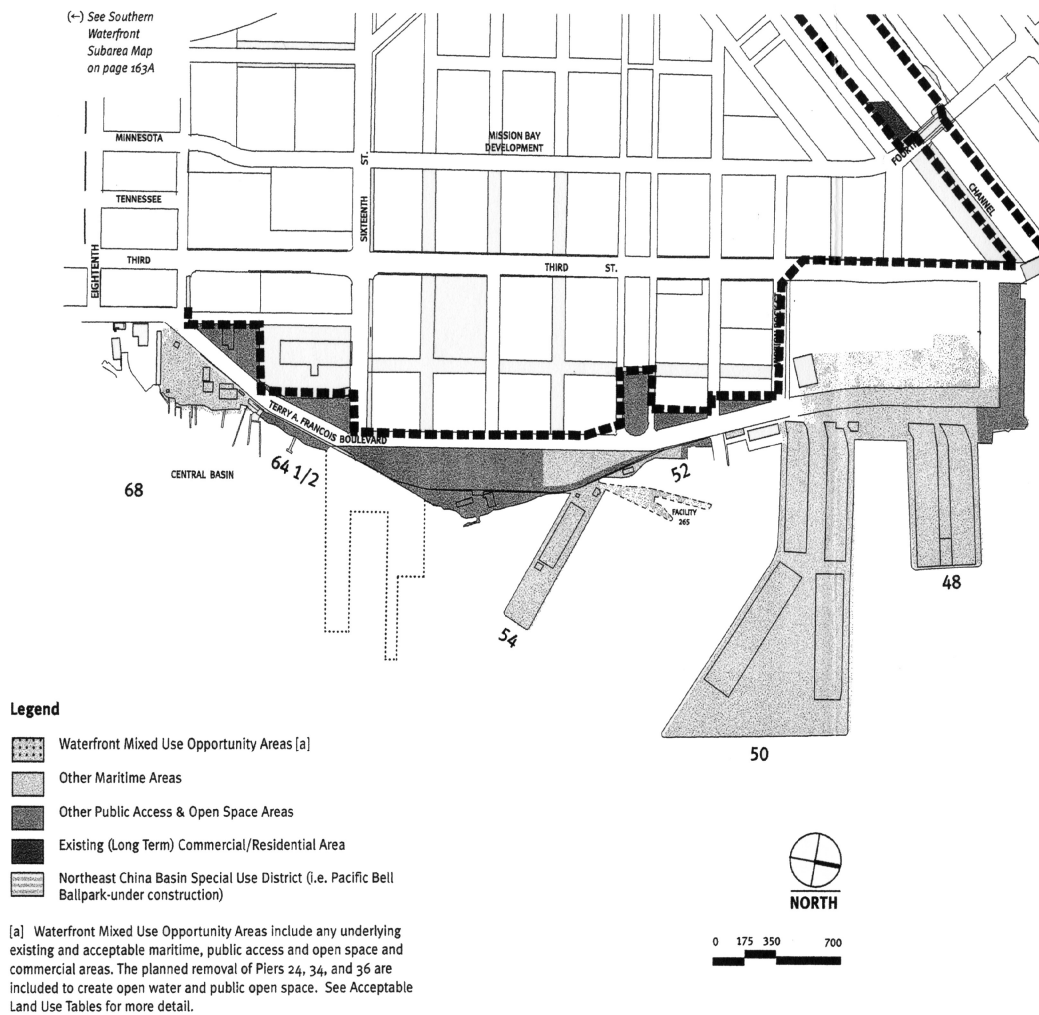 (←) See Southern
Waterfront
Subarea Map
on page 163A
MINNESOTA
MISSION BAY
DEVELOPMENT
ST.
FOURTH
TENNESSEE
CHANNEL
SIXTEENTH
EIGHTENTH
THIRD
THIRD ST.
TERRY A. FRANCOIS BOULEVARD
CENTRAL BASIN
68
64 1/2
52
FACILITY
265
54
48
50
Legend
Waterfront Mixed Use Opportunity Areas [a]
Other Maritime Areas
Other Public Access & Open Space Areas
Existing (Long Term) Commercial/Residential Area
Northeast China Basin Special Use District (i.e. Pacific Bell
Ballpark-under construction)
[a] Waterfront Mixed Use Opportunity Areas include any underlying
existing and acceptable maritime, public access and open space and
commercial areas. The planned removal of Piers 24, 34, and 36 are
included to create open water and public open space. See Acceptable
Land Use Tables for more detail.
NORTH
0 175 350 700